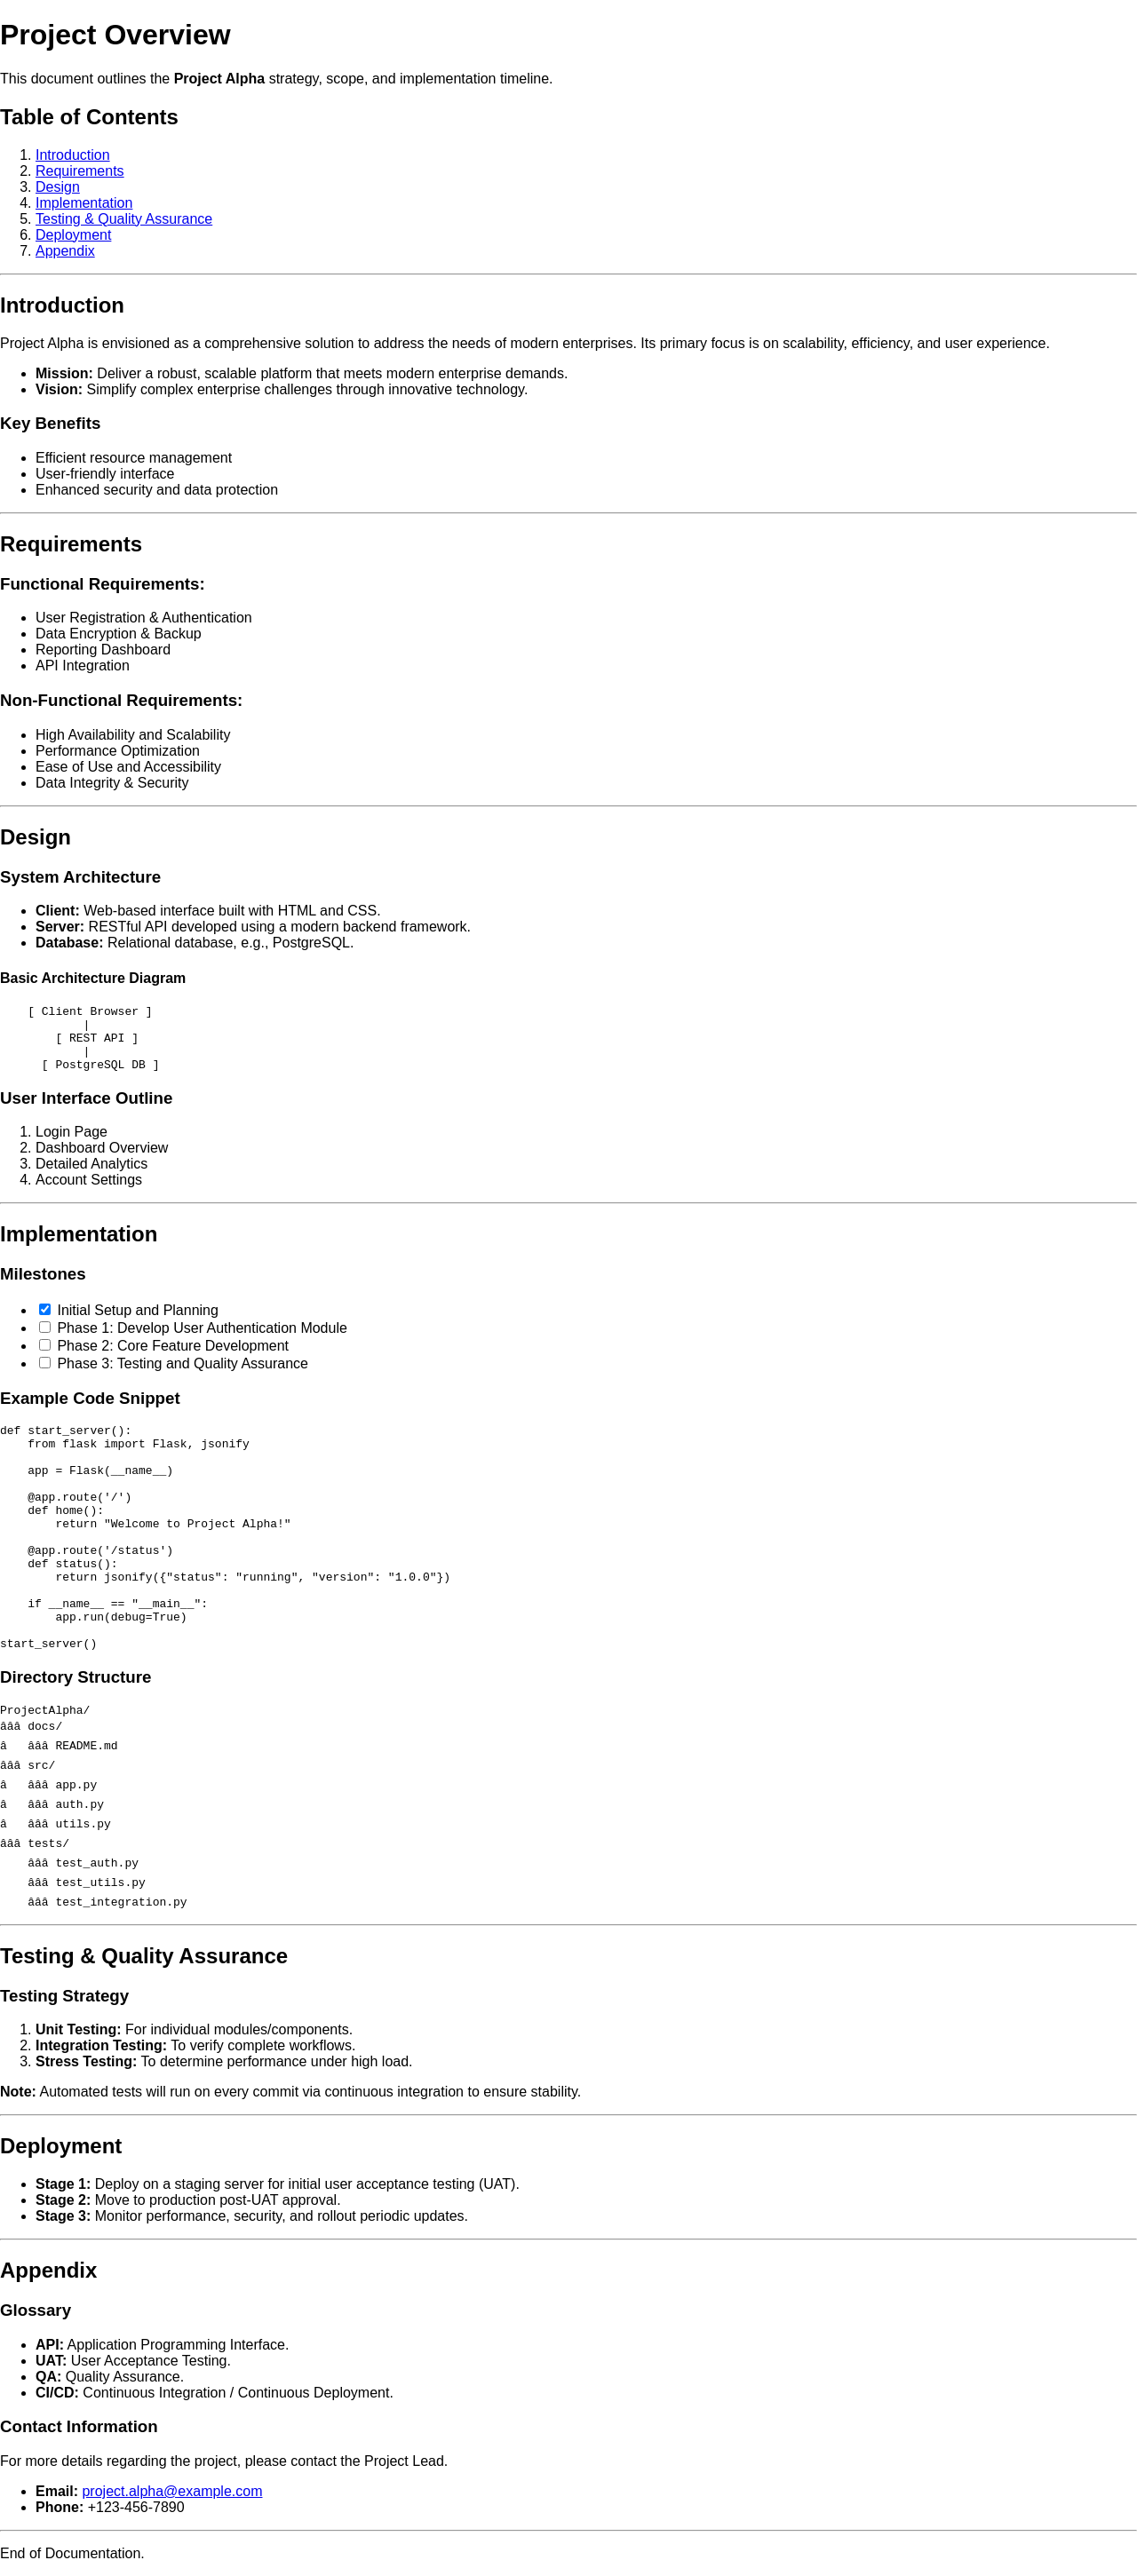 Project Overview
This document outlines the Project Alpha strategy, scope, and implementation timeline.
Table of Contents
1. Introduction
2. Requirements
3. Design
4. Implementation
5. Testing & Quality Assurance
6. Deployment
7. Appendix
Introduction
Project Alpha is envisioned as a comprehensive solution to address the needs of modern enterprises. Its primary focus is on scalability, efficiency, and user experience.
• Mission: Deliver a robust, scalable platform that meets modern enterprise demands.
• Vision: Simplify complex enterprise challenges through innovative technology.
Key Benefits
• Efficient resource management
• User-friendly interface
• Enhanced security and data protection
Requirements
Functional Requirements:
• User Registration & Authentication
• Data Encryption & Backup
• Reporting Dashboard
• API Integration
Non-Functional Requirements:
• High Availability and Scalability
• Performance Optimization
• Ease of Use and Accessibility
• Data Integrity & Security
Design
System Architecture
• Client: Web-based interface built with HTML and CSS.
• Server: RESTful API developed using a modern backend framework.
• Database: Relational database, e.g., PostgreSQL.
Basic Architecture Diagram
    [ Client Browser ]
            |
        [ REST API ]
            |
      [ PostgreSQL DB ]
User Interface Outline
1. Login Page
2. Dashboard Overview
3. Detailed Analytics
4. Account Settings
Implementation
Milestones
• ☑ Initial Setup and Planning
• ☐ Phase 1: Develop User Authentication Module
• ☐ Phase 2: Core Feature Development
• ☐ Phase 3: Testing and Quality Assurance
Example Code Snippet
def start_server():
    from flask import Flask, jsonify
    app = Flask(__name__)
    @app.route('/')
    def home():
        return "Welcome to Project Alpha!"
    @app.route('/status')
    def status():
        return jsonify({"status": "running", "version": "1.0.0"})
    if __name__ == "__main__":
        app.run(debug=True)
start_server()
Directory Structure
ProjectAlpha/
âââ docs/
â   âââ README.md
âââ src/
â   âââ app.py
â   âââ auth.py
â   âââ utils.py
âââ tests/
    âââ test_auth.py
    âââ test_utils.py
    âââ test_integration.py
Testing & Quality Assurance
Testing Strategy
1. Unit Testing: For individual modules/components.
2. Integration Testing: To verify complete workflows.
3. Stress Testing: To determine performance under high load.
Note: Automated tests will run on every commit via continuous integration to ensure stability.
Deployment
• Stage 1: Deploy on a staging server for initial user acceptance testing (UAT).
• Stage 2: Move to production post-UAT approval.
• Stage 3: Monitor performance, security, and rollout periodic updates.
Appendix
Glossary
• API: Application Programming Interface.
• UAT: User Acceptance Testing.
• QA: Quality Assurance.
• CI/CD: Continuous Integration / Continuous Deployment.
Contact Information
For more details regarding the project, please contact the Project Lead.
• Email: project.alpha@example.com
• Phone: +123-456-7890
End of Documentation.